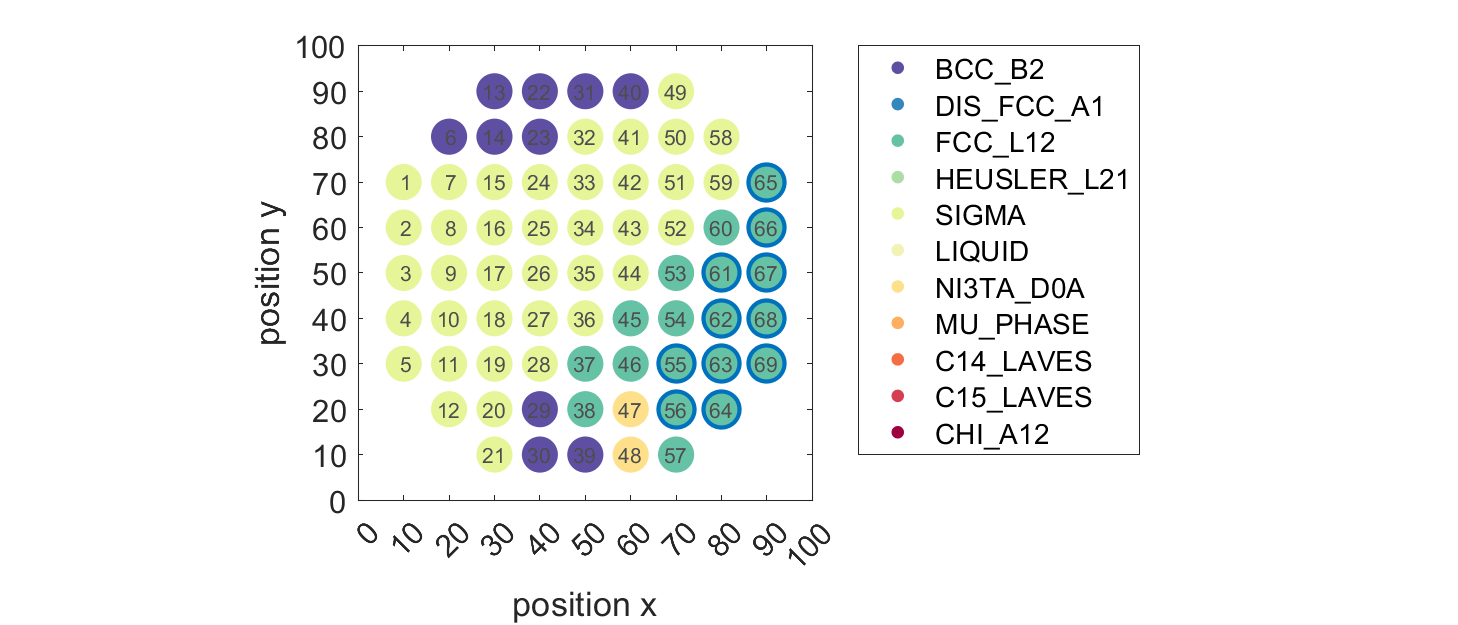 100
90 13 22 31 40 49
80 6 14 23 32 41 50 58
70 1 7 15 24 33 42 51 59 65
60 2 8 16 25 34 43 52 60 66
50 3 9 17 26 35 44 53 61 67
40 4 10 18 27 36 45 54 62 68
30 5 11 19 28 37 46 55 63 69
20 12 20 29 38 47 56 64
10 21 30 39 48 57
0
position y
0 10 20 30 40 50 60 70 80 90 100
position x
BCC_B2
DIS_FCC_A1
FCC_L12
HEUSLER_L21
SIGMA
LIQUID
NI3TA_D0A
MU_PHASE
C14_LAVES
C15_LAVES
CHI_A12